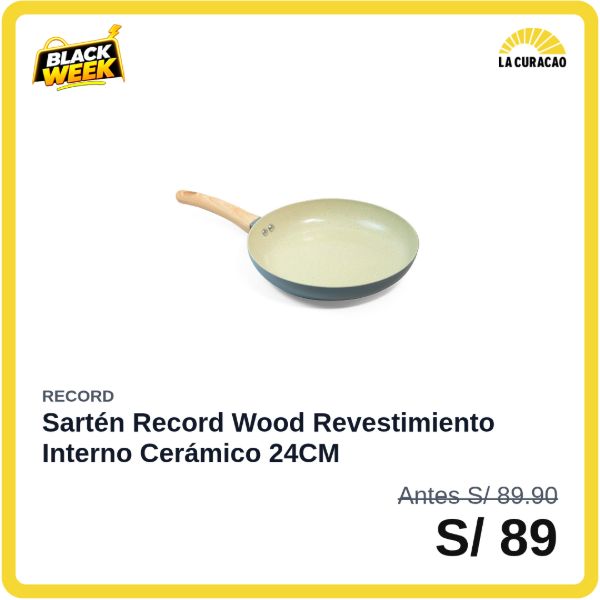 BLACK
WEEK
LA CURACAO
RECORD
Sartén Record Wood Revestimiento
Interno Cerámico 24CM
Antes S/ 89.90
S/ 89